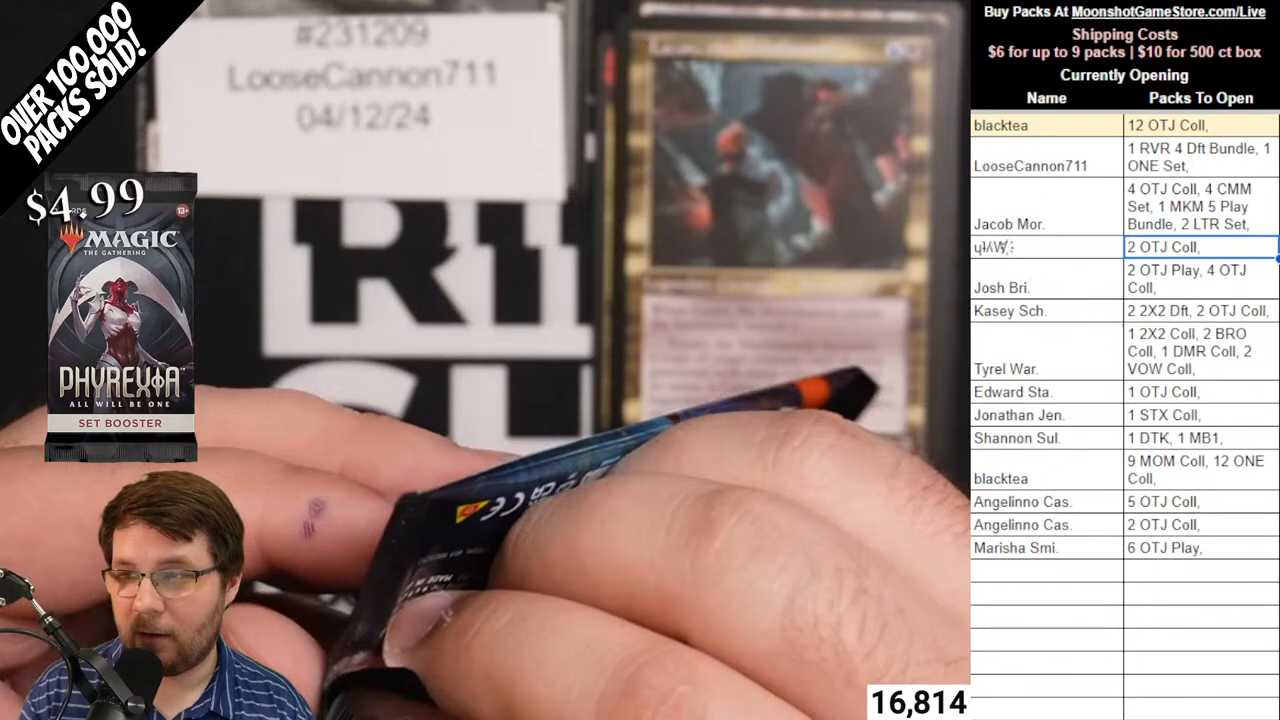 OVER 100,000
PACKS SOLD!
#231209
LooseCannon711
04/12/24
$4.99
13+
MAGIC
THE GATHERING
PHYREXIA
ALL WILL BE ONE
SET BOOSTER
RI
CE
16,814
Buy Packs At MoonshotGameStore.com/Live
Shipping Costs
$6 for up to 9 packs | $10 for 500 ct box
Currently Opening
Name Packs To Open
blacktea 12 OTJ Coll,
LooseCannon711 1 RVR 4 Dft Bundle, 1
ONE Set,
Jacob Mor. 4 OTJ Coll, 4 CMM
Set, 1 MKM 5 Play
Bundle, 2 LTR Set,
2 OTJ Coll,
Josh Bri. 2 OTJ Play, 4 OTJ
Coll,
Kasey Sch. 2 2X2 Dft, 2 OTJ Coll,
Tyrel War. 1 2X2 Coll, 2 BRO
Coll, 1 DMR Coll, 2
VOW Coll,
Edward Sta. 1 OTJ Coll,
Jonathan Jen. 1 STX Coll,
Shannon Sul. 1 DTK, 1 MB1,
blacktea 9 MOM Coll, 12 ONE
Coll,
Angelinno Cas. 5 OTJ Coll,
Angelinno Cas. 2 OTJ Coll,
Marisha Smi. 6 OTJ Play,